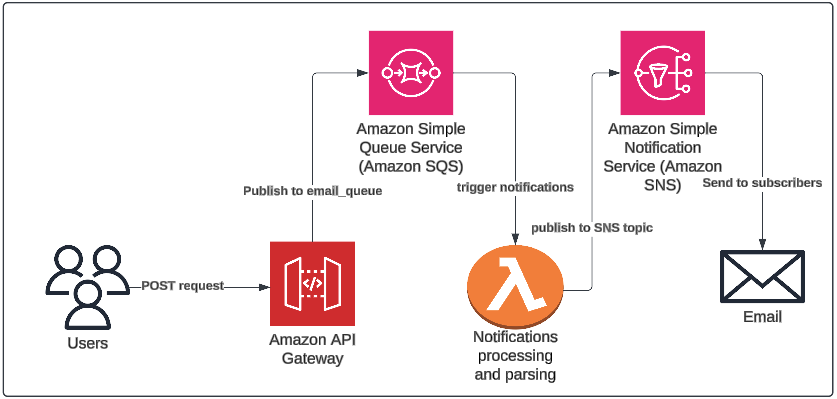 Amazon Simple
Queue Service
(Amazon SQS)
Amazon Simple
Notification
Service (Amazon
SNS)
Publish to email_queue
trigger notifications
Send to subscribers
publish to SNS topic
POST request
</>
Users
Amazon API
Gateway
Notifications
processing
and parsing
Email